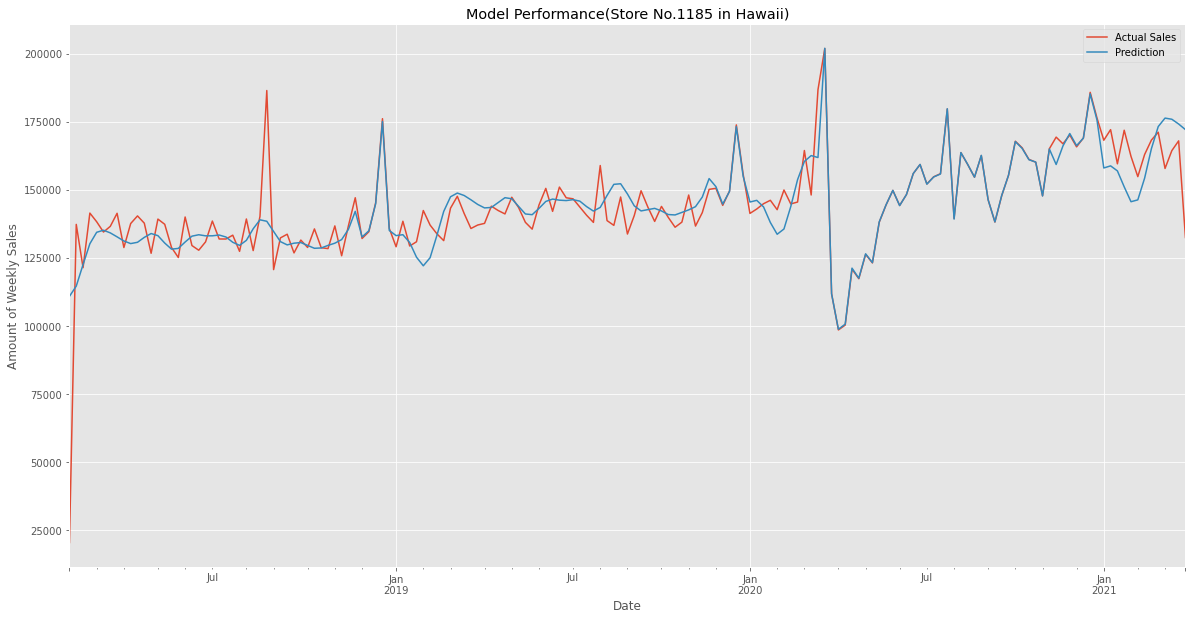 Model Performance(Store No.1185 in Hawaii)
Actual Sales
Prediction
200000
175000
150000
125000
100000
75000
50000
25000
Amount of Weekly Sales
Jul
Jan
2019
Jul
Jan
2020
Jul
Jan
2021
Date